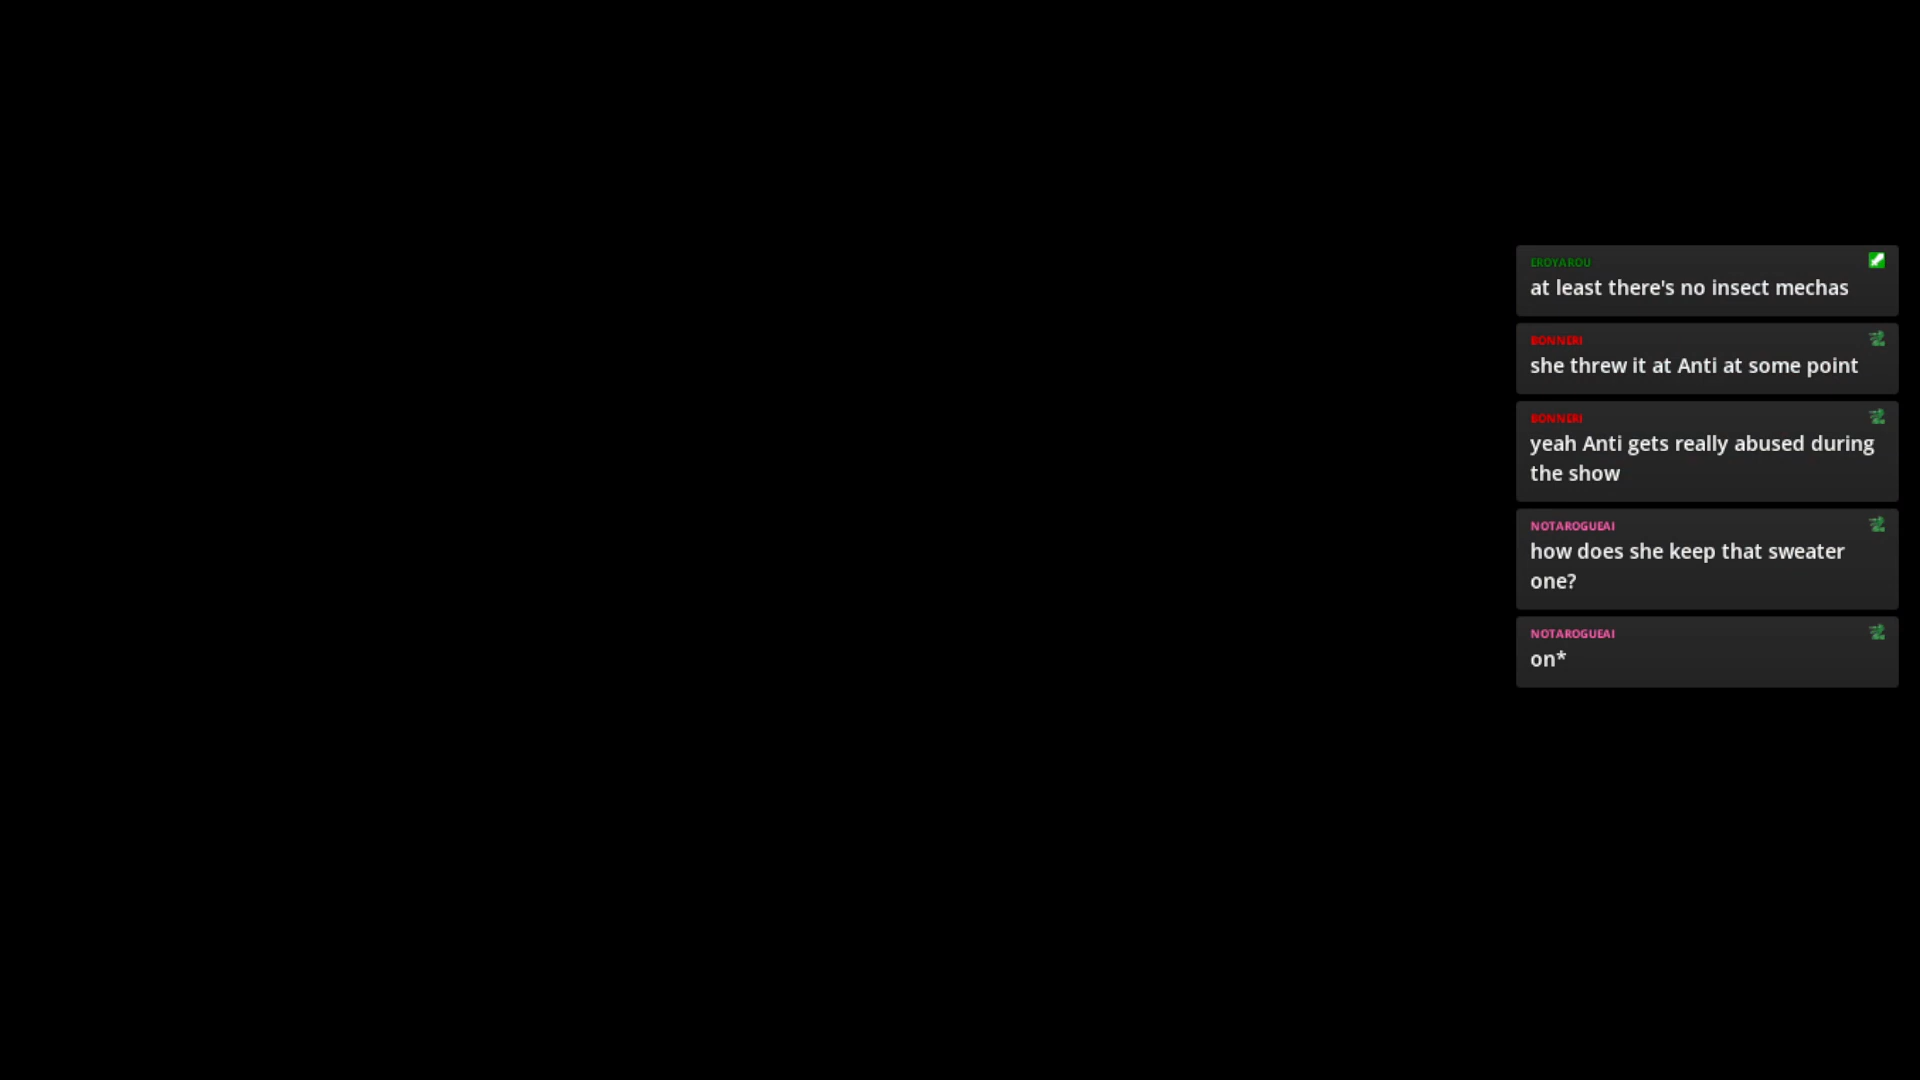 EROYAROU
at least there's no insect mechas
BONNERI
she threw it at Anti at some point
BONNERI
yeah Anti gets really abused during
the show
NOTAROGUEAI
how does she keep that sweater
one?
NOTAROGUEAI
on*